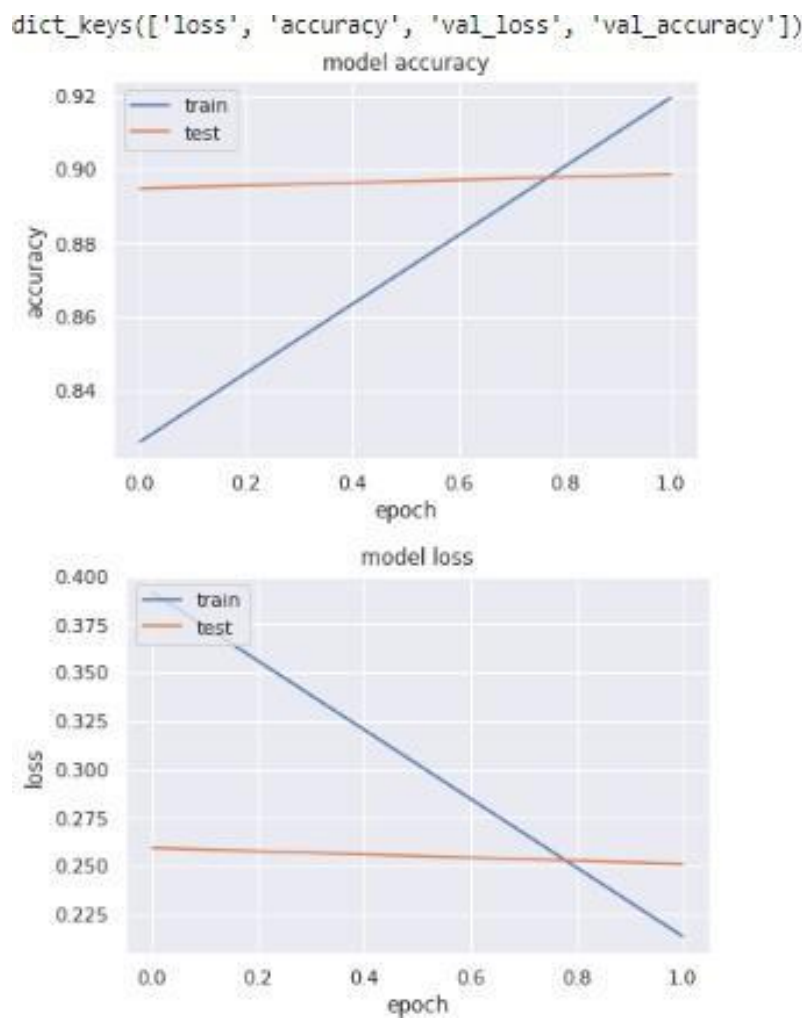 dict_keys(['loss', 'accuracy', 'val_loss', 'val_accuracy'])
model accuracy
train
test
0.92
0.90
0.88
0.86
0.84
accuracy
0.0 0.2 0.4 0.6 0.8 1.0
epoch
model loss
train
test
0.400
0.375
0.350
0.325
0.300
0.275
0.250
0.225
loss
0.0 0.2 0.4 0.6 0.8 1.0
epoch